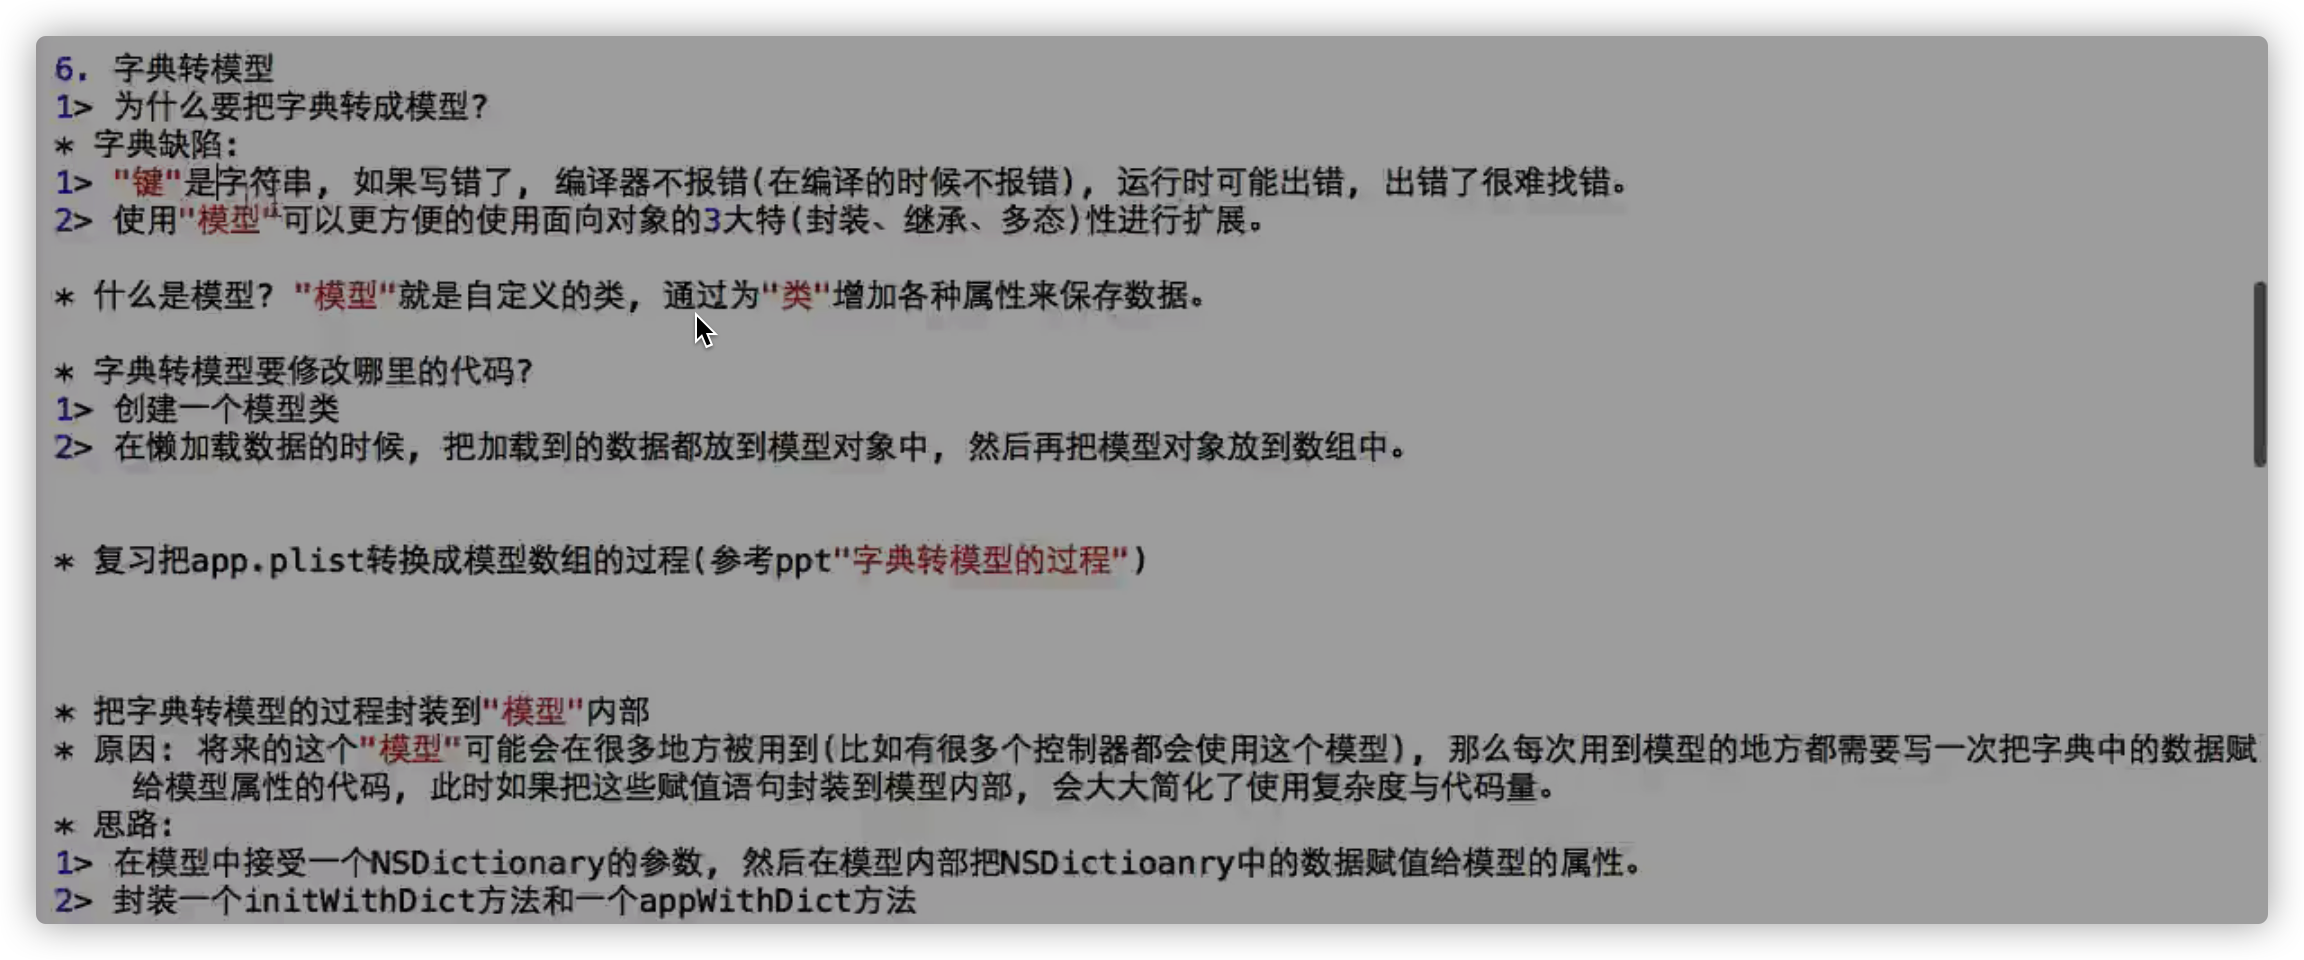 6. 字典转模型
1> 为什么要把字典转成模型?
* 字典缺陷:
1> "键"是字符串, 如果写错了, 编译器不报错(在编译的时候不报错), 运行时可能出错, 出错了很难找错。
2> 使用"模型"可以更方便的使用面向对象的3大特(封装、继承、多态)性进行扩展。
* 什么是模型? "模型"就是自定义的类, 通过为"类"增加各种属性来保存数据。
* 字典转模型要修改哪里的代码?
1> 创建一个模型类
2> 在懒加载数据的时候, 把加载到的数据都放到模型对象中, 然后再把模型对象放到数组中。
* 复习把app.plist转换成模型数组的过程(参考ppt"字典转模型的过程")
* 把字典转模型的过程封装到"模型"内部
* 原因: 将来的这个"模型"可能会在很多地方被用到(比如有很多个控制器都会使用这个模型), 那么每次用到模型的地方都需要写一次把字典中的数据赋
给模型属性的代码, 此时如果把这些赋值语句封装到模型内部, 会大大简化了使用复杂度与代码量。
* 思路:
1> 在模型中接受一个NSDictionary的参数, 然后在模型内部把NSDictioanry中的数据赋值给模型的属性。
2> 封装一个initWithDict方法和一个appWithDict方法